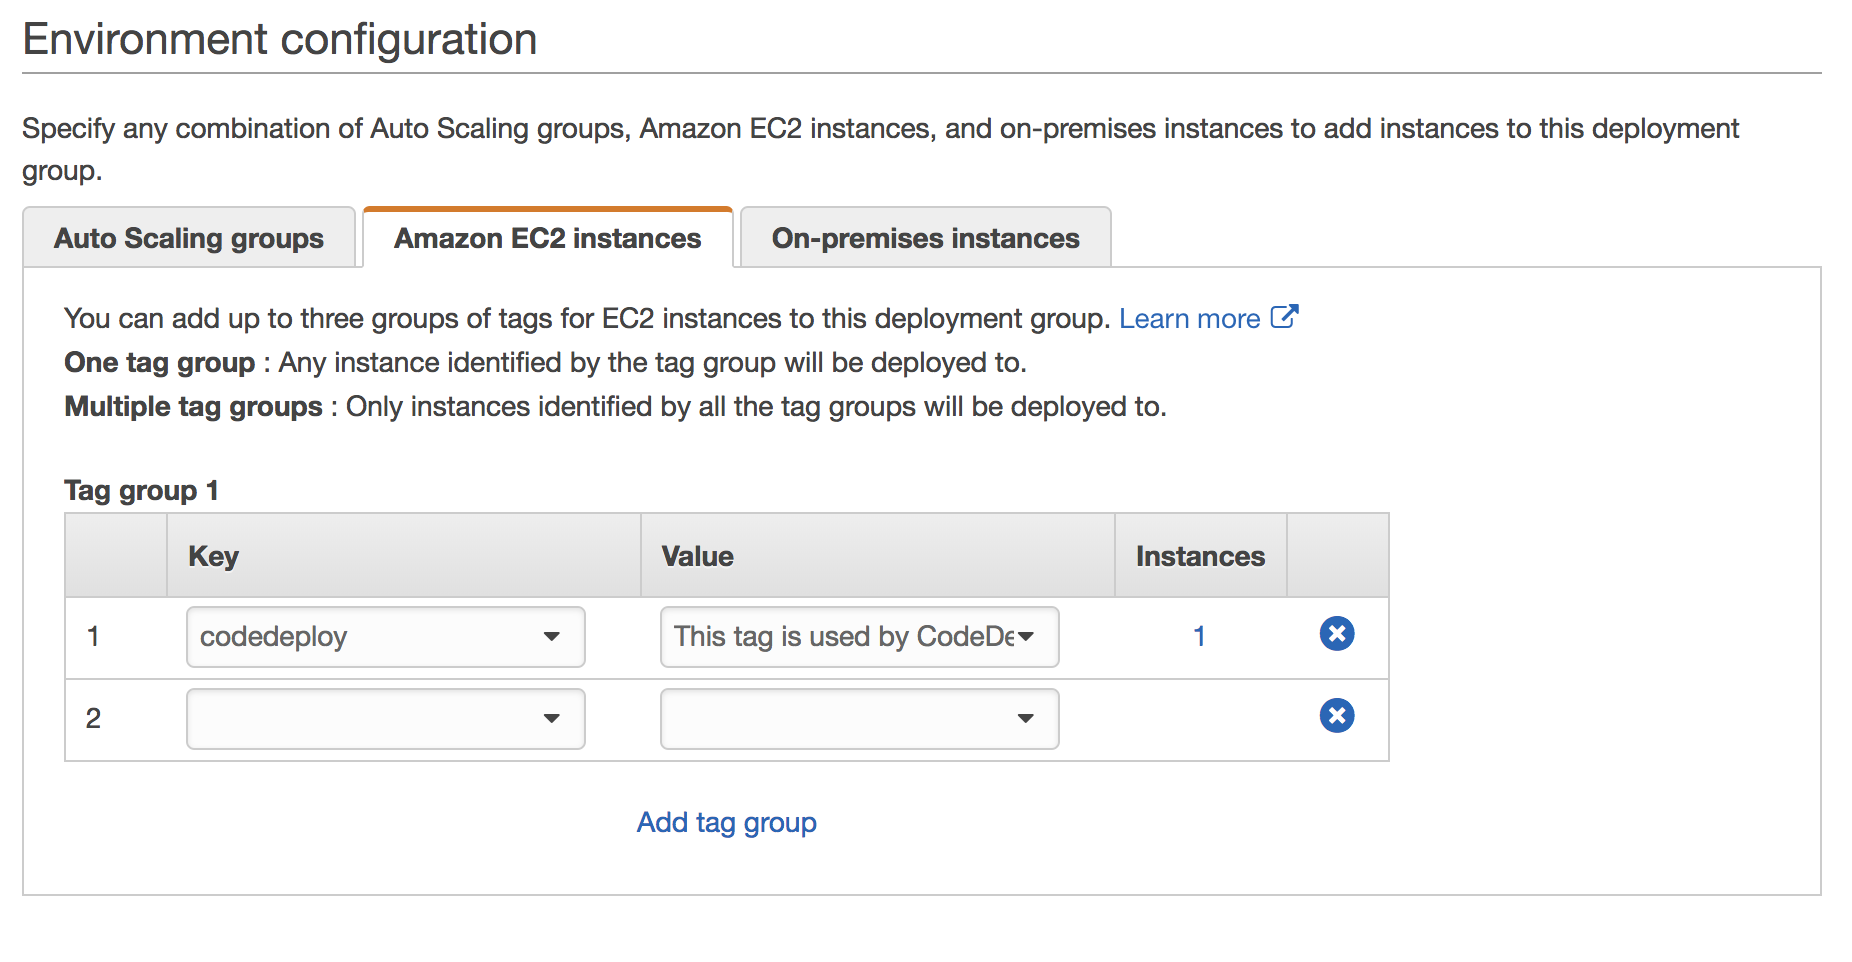 Environment configuration
Specify any combination of Auto Scaling groups, Amazon EC2 instances, and on-premises instances to add instances to this deployment
group.
Auto Scaling groups Amazon EC2 instances On-premises instances
You can add up to three groups of tags for EC2 instances to this deployment group. Learn more
One tag group : Any instance identified by the tag group will be deployed to.
Multiple tag groups : Only instances identified by all the tag groups will be deployed to.
Tag group 1
Key Value Instances
1 codedeploy This tag is used by CodeDe 1
2
Add tag group